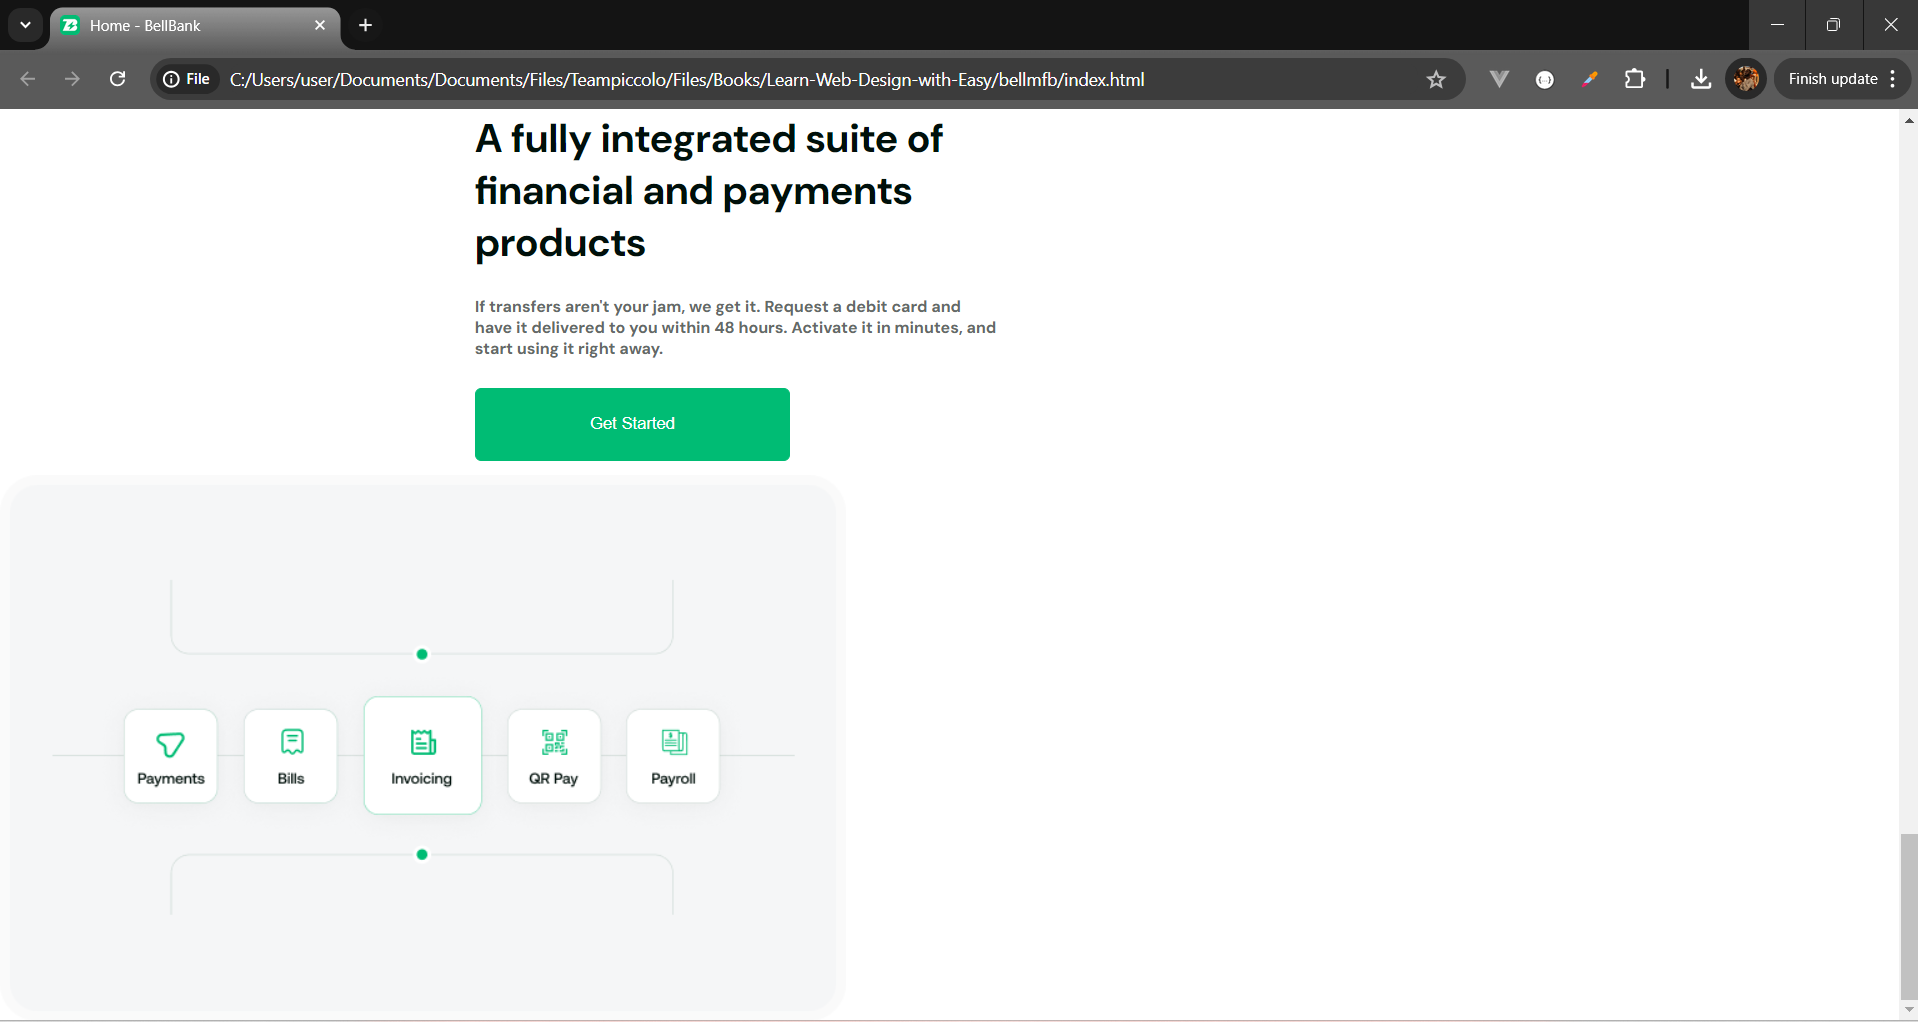 Home - BellBank
File
C:/Users/user/Documents/Documents/Files/Teampiccolo/Files/Books/Learn-Web-Design-with-Easy/bellmfb/index.html
Finish update
A fully integrated suite of
financial and payments
products
If transfers aren't your jam, we get it. Request a debit card and
have it delivered to you within 48 hours. Activate it in minutes, and
start using it right away.
Get Started
Payments
Bills
Invoicing
QR Pay
Payroll